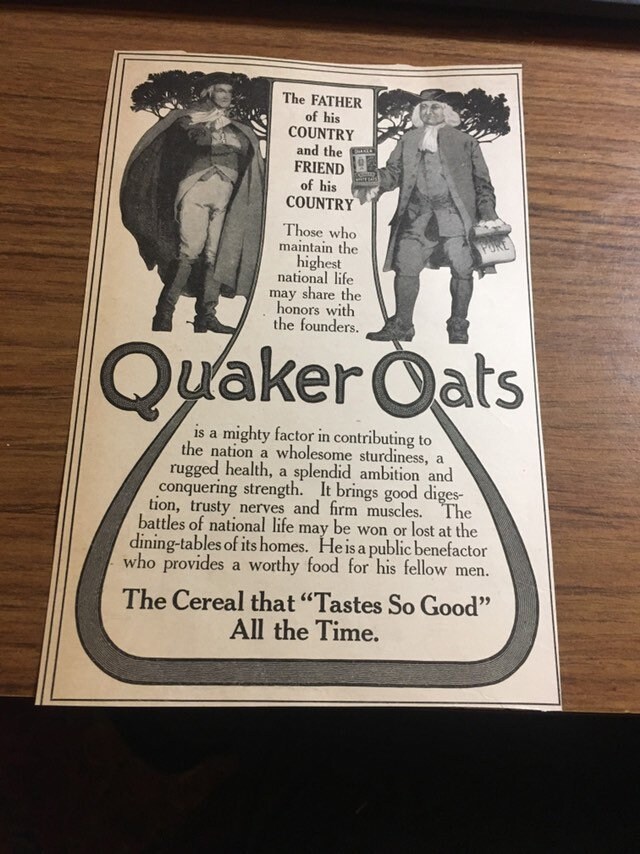 The FATHER
of his
COUNTRY
and the
FRIEND
of his
COUNTRY
Those who
maintain the
highest
national life
may share the
honors with
the founders.
PURE
Quaker Oats
is a mighty factor in contributing to
the nation a wholesome sturdiness, a
rugged health, a splendid ambition and
conquering strength. It brings good diges-
tion, trusty nerves and firm muscles. The
battles of national life may be won or lost at the
dining-tables of its homes. He is a public benefactor
who provides a worthy food for his fellow men.
The Cereal that “Tastes So Good”
All the Time.